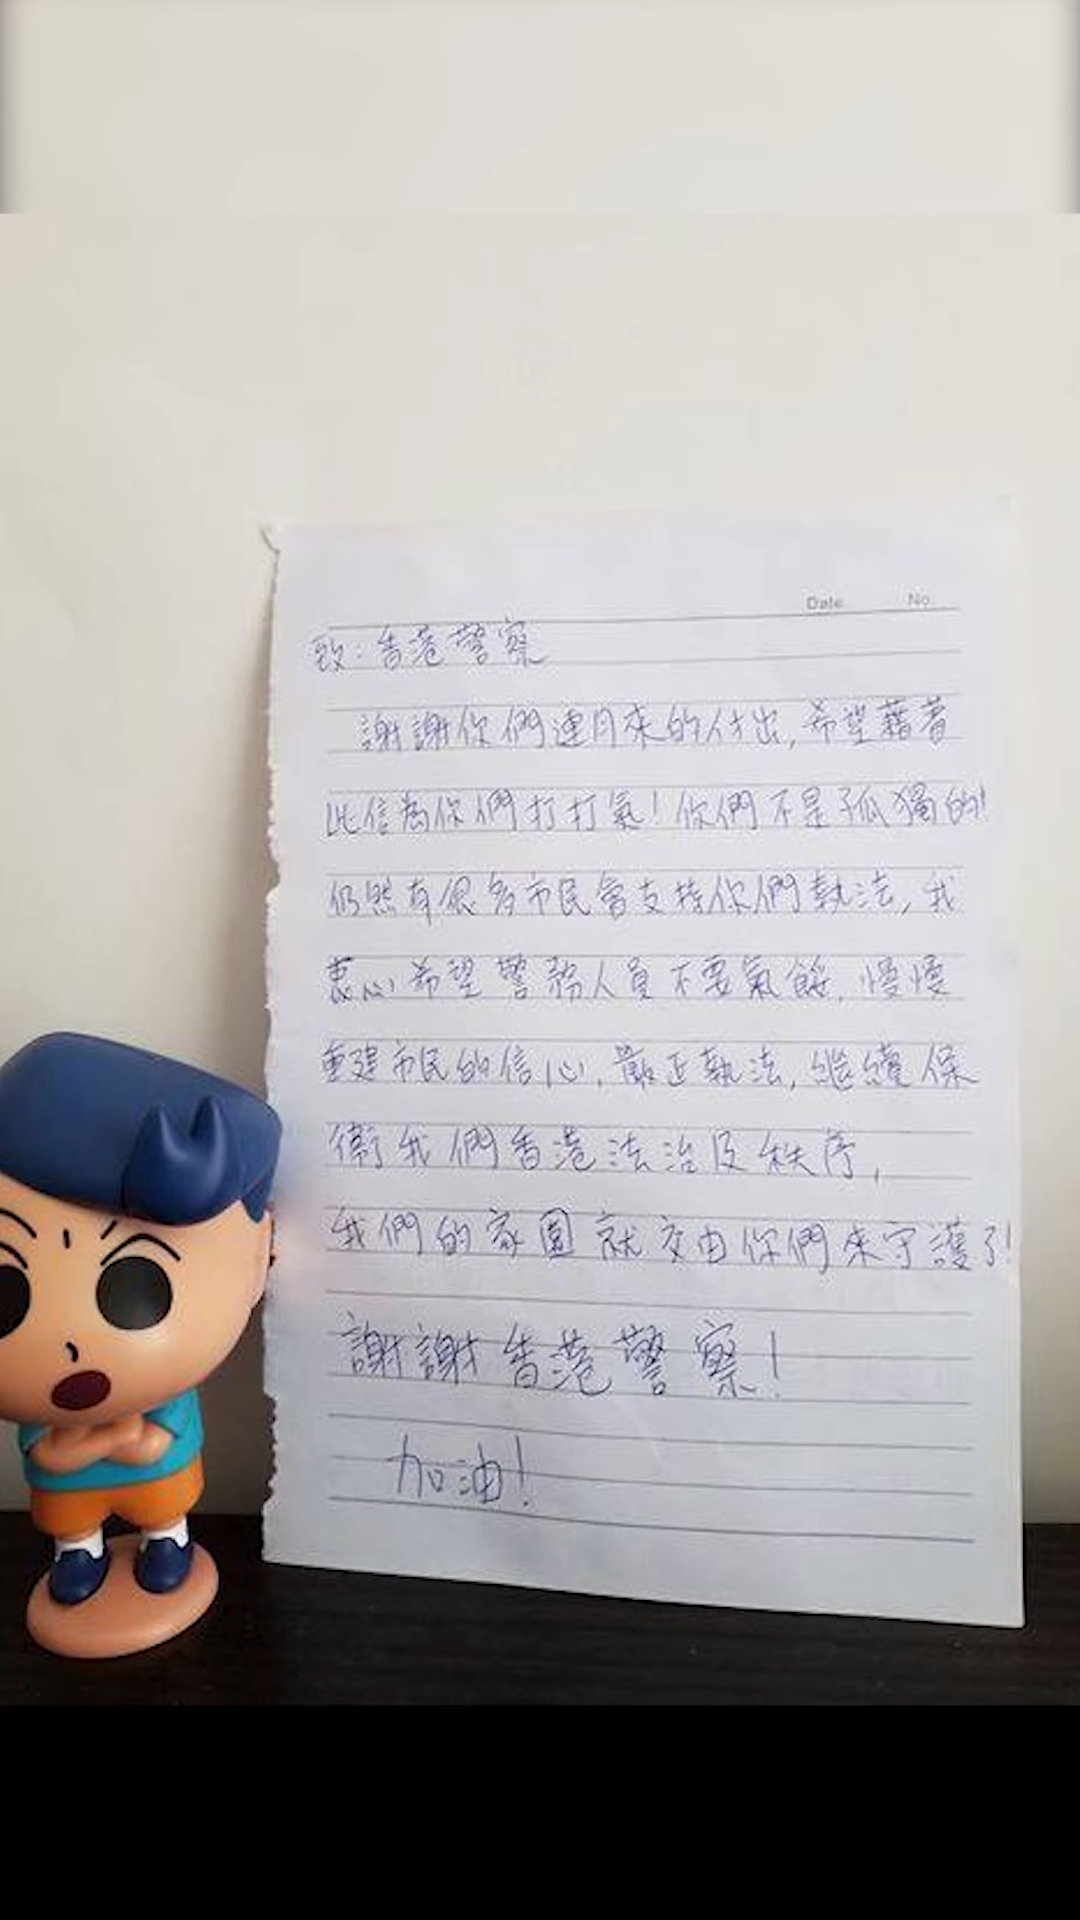 Date No
致:香港警察
謝謝你們連月來的付出,希望藉著
此信為你們打打氣!你們不是孤獨的!
仍然有很多市民會支持你們執法,我
衷心希望警務人員不要氣餒,慢慢
重建市民的信心,嚴正執法,繼續保
衛我們香港法治及秩序,
我們的家園就交由你們來守護了!
謝謝香港警察!
加油!